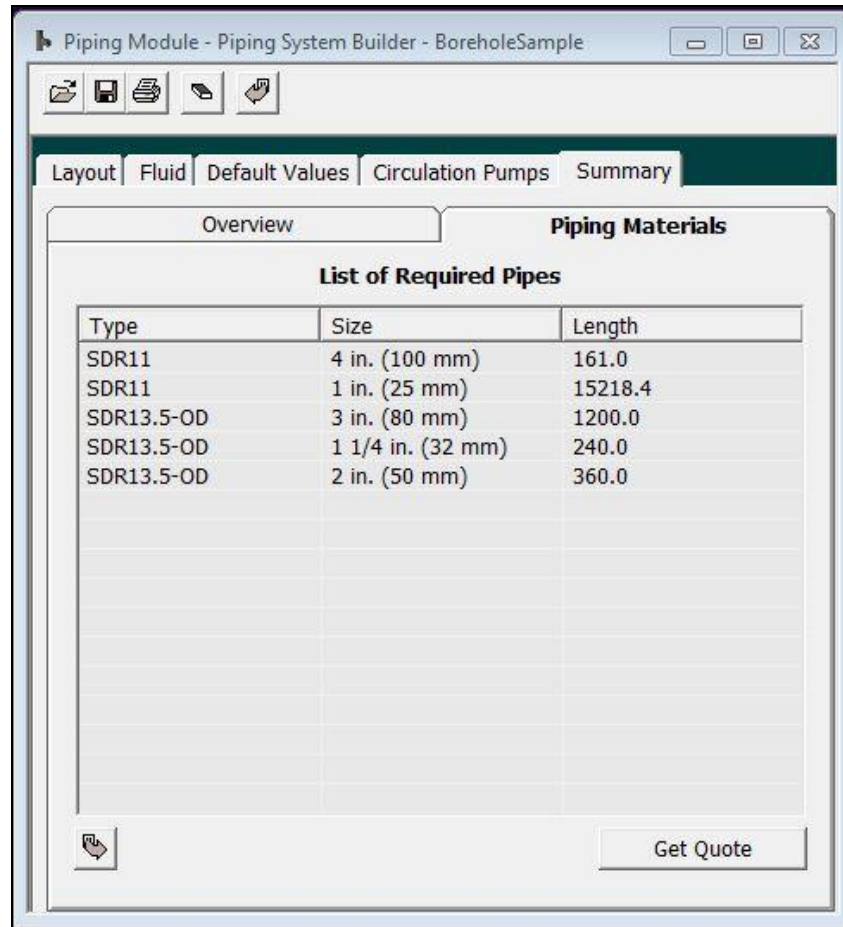 Piping Module - Piping System Builder - BoreholeSample
Layout Fluid Default Values Circulation Pumps Summary
Overview Piping Materials
List of Required Pipes
Type Size Length
SDR11 4 in. (100 mm) 161.0
SDR11 1 in. (25 mm) 15218.4
SDR13.5-OD 3 in. (80 mm) 1200.0
SDR13.5-OD 1 1/4 in. (32 mm) 240.0
SDR13.5-OD 2 in. (50 mm) 360.0
Get Quote